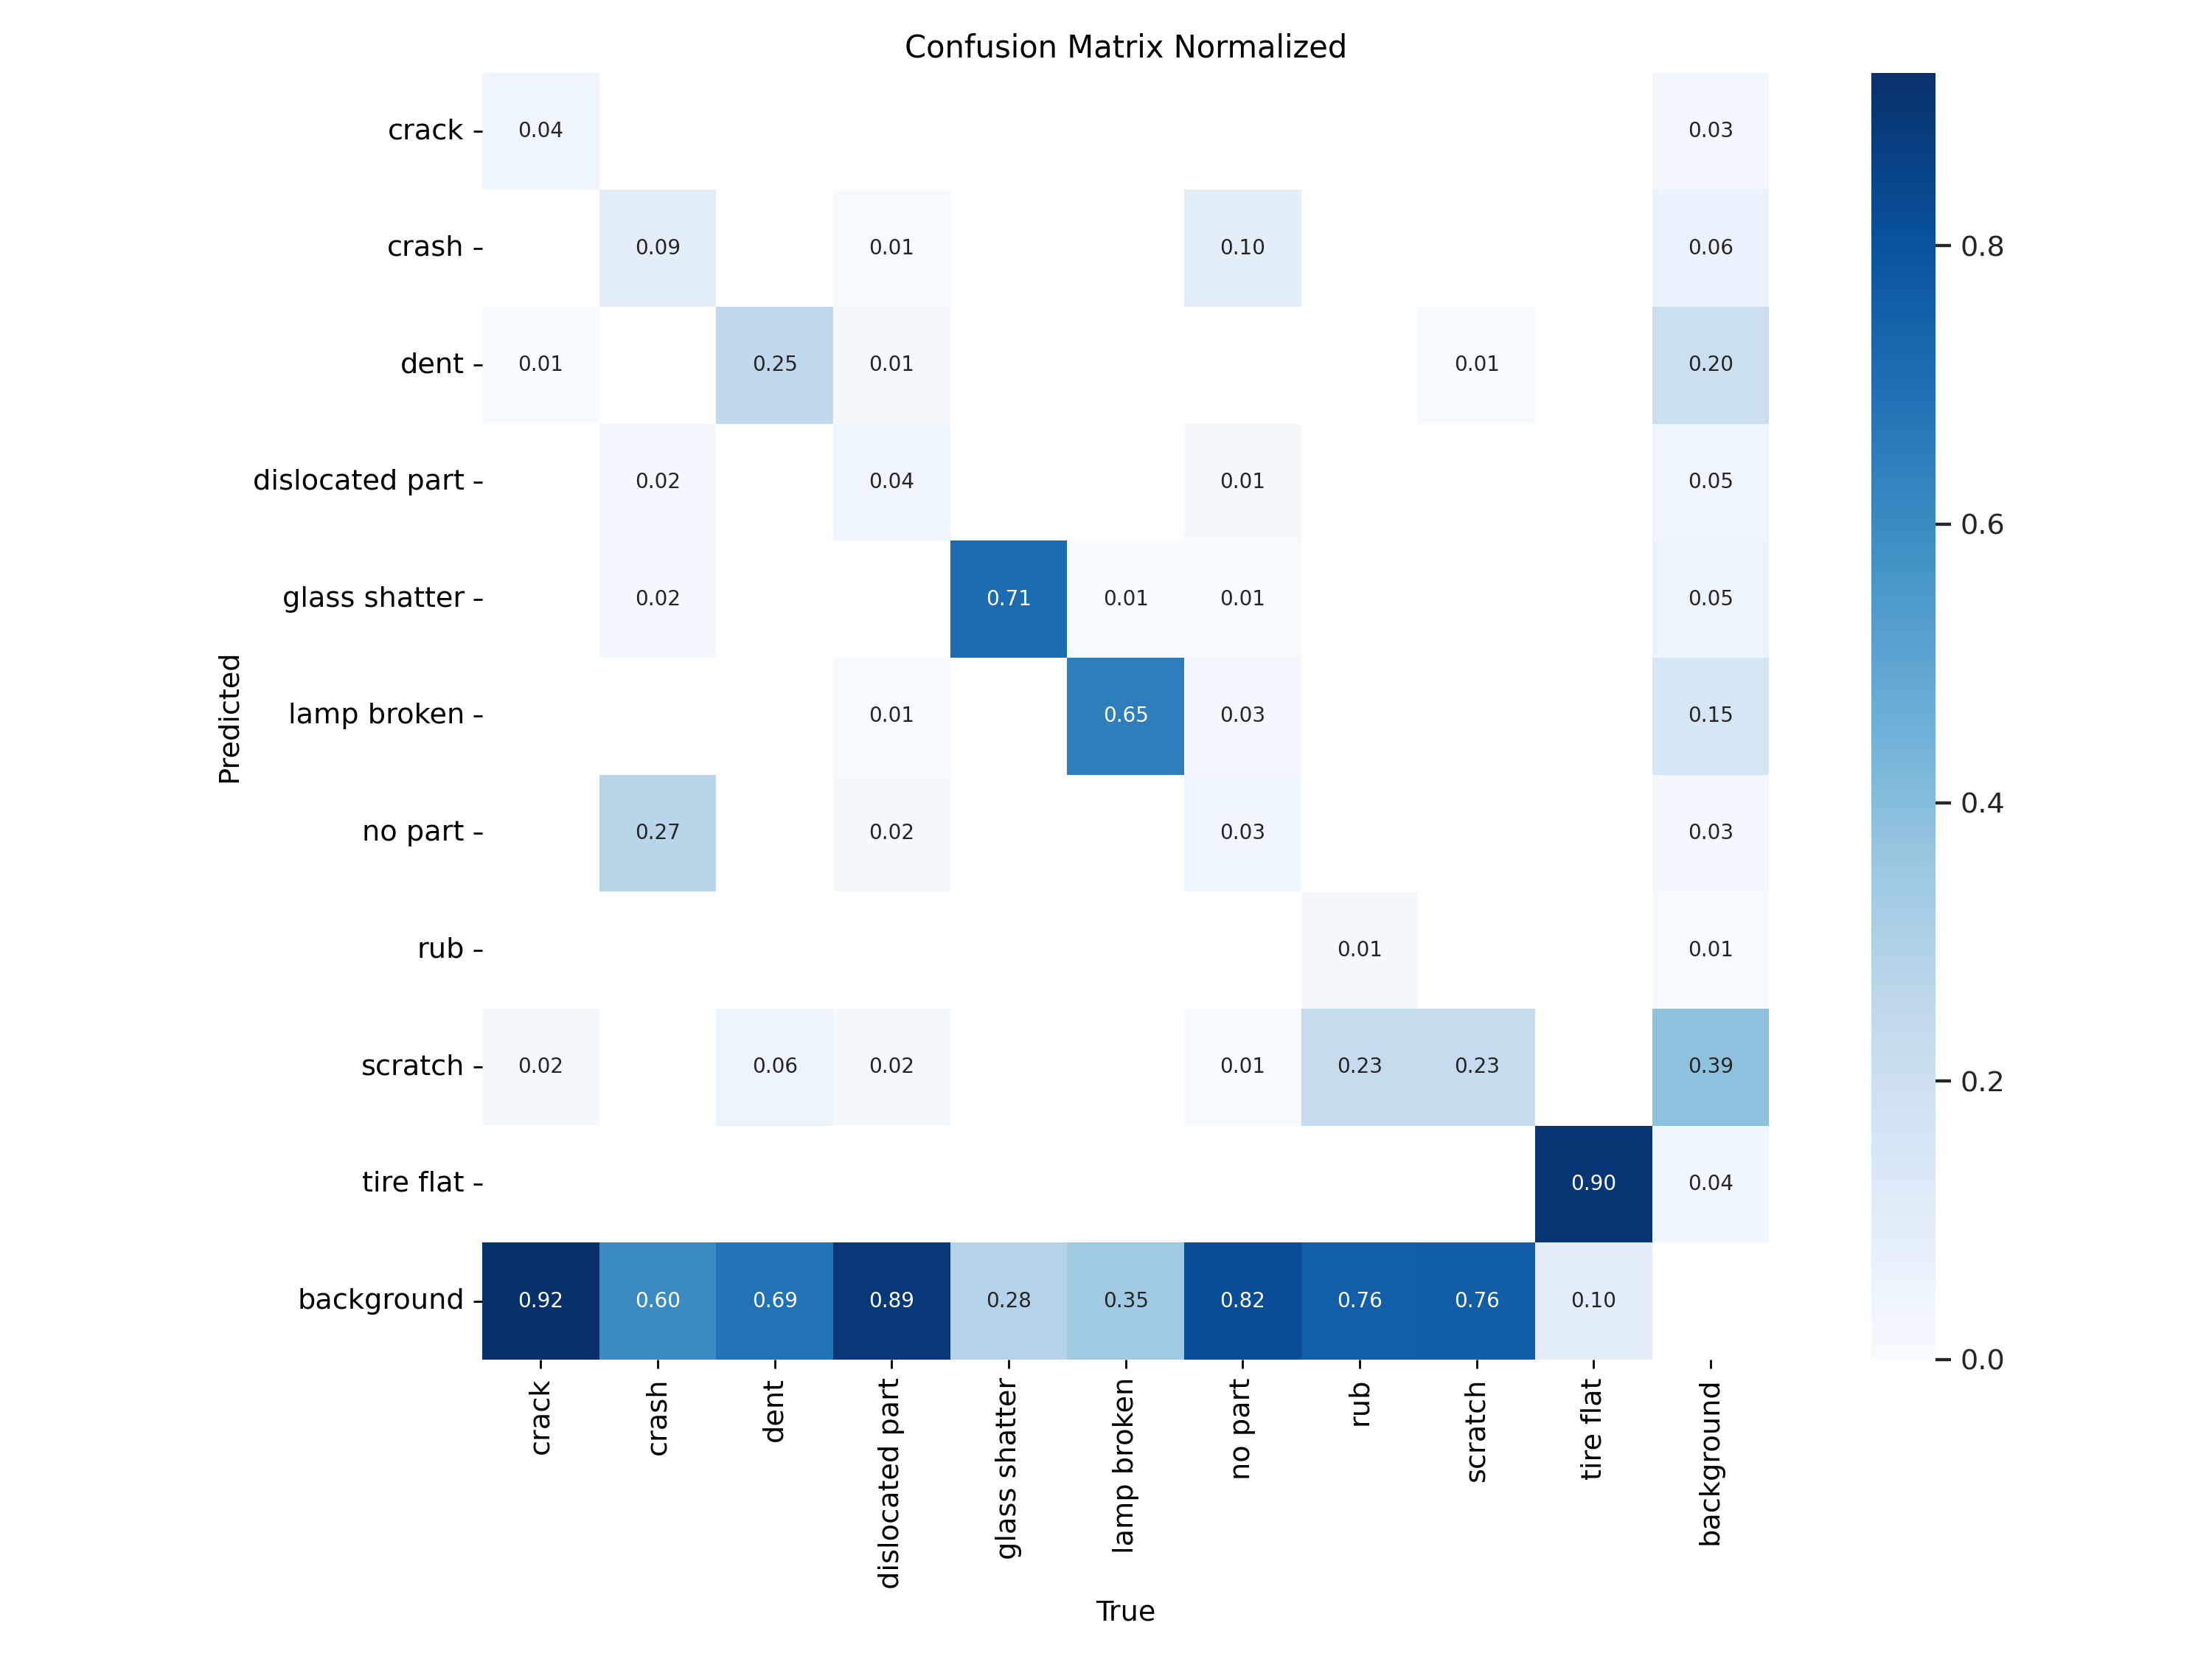 Confusion Matrix Normalized
Predicted
crack 0.04 0.03
crash 0.09 0.01 0.10 0.06
dent 0.01 0.25 0.01 0.01 0.20
dislocated part 0.02 0.04 0.01 0.05
glass shatter 0.02 0.71 0.01 0.01 0.05
lamp broken 0.01 0.65 0.03 0.15
no part 0.27 0.02 0.03 0.03
rub 0.01 0.01
scratch 0.02 0.06 0.02 0.01 0.23 0.23 0.39
tire flat 0.90 0.04
background 0.92 0.60 0.69 0.89 0.28 0.35 0.82 0.76 0.76 0.10
crack crash dent dislocated part glass shatter lamp broken no part rub scratch tire flat background
True
0.8
0.6
0.4
0.2
0.0